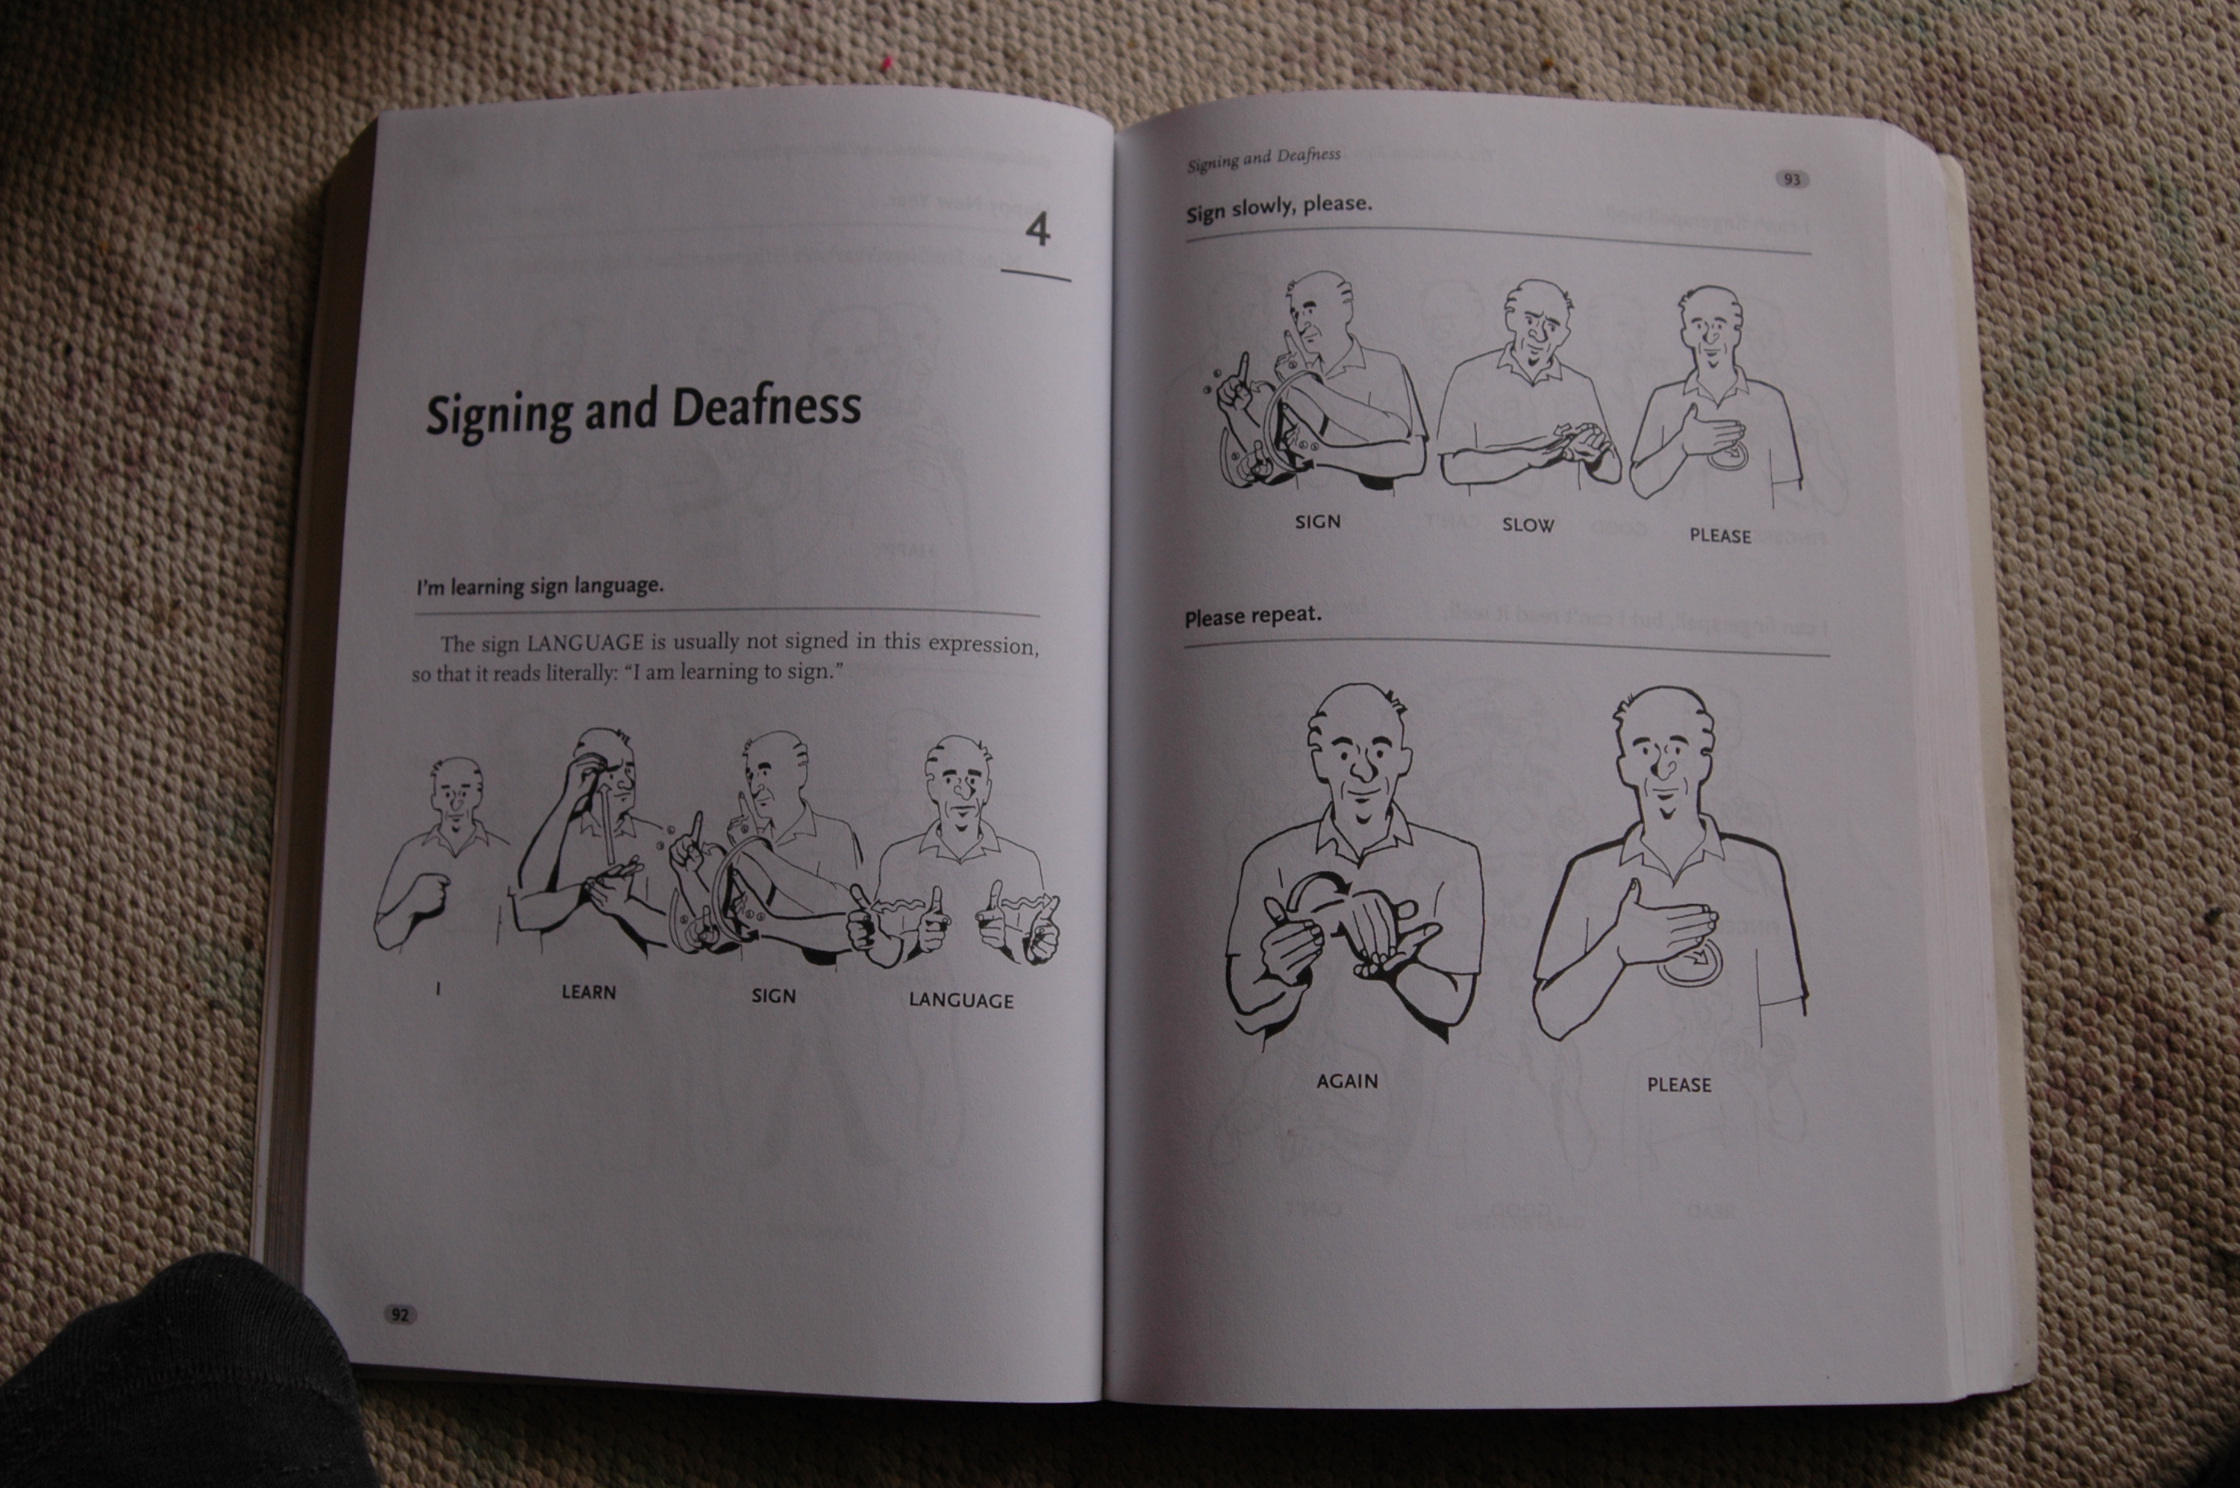 4
Signing and Deafness
I'm learning sign language.
The sign LANGUAGE is usually not signed in this expression,
so that it reads literally: “I am learning to sign.”
I LEARN SIGN LANGUAGE
92
Signing and Deafness 93
Sign slowly, please.
SIGN SLOW PLEASE
Please repeat.
AGAIN PLEASE